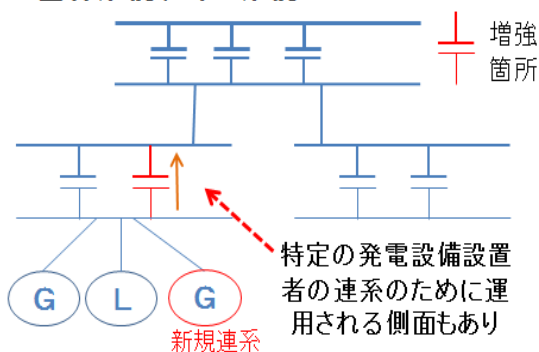 増強
箇所
特定の発電設備設置
者の連系のために運
用される側面もあり
G
L
G
新規連系